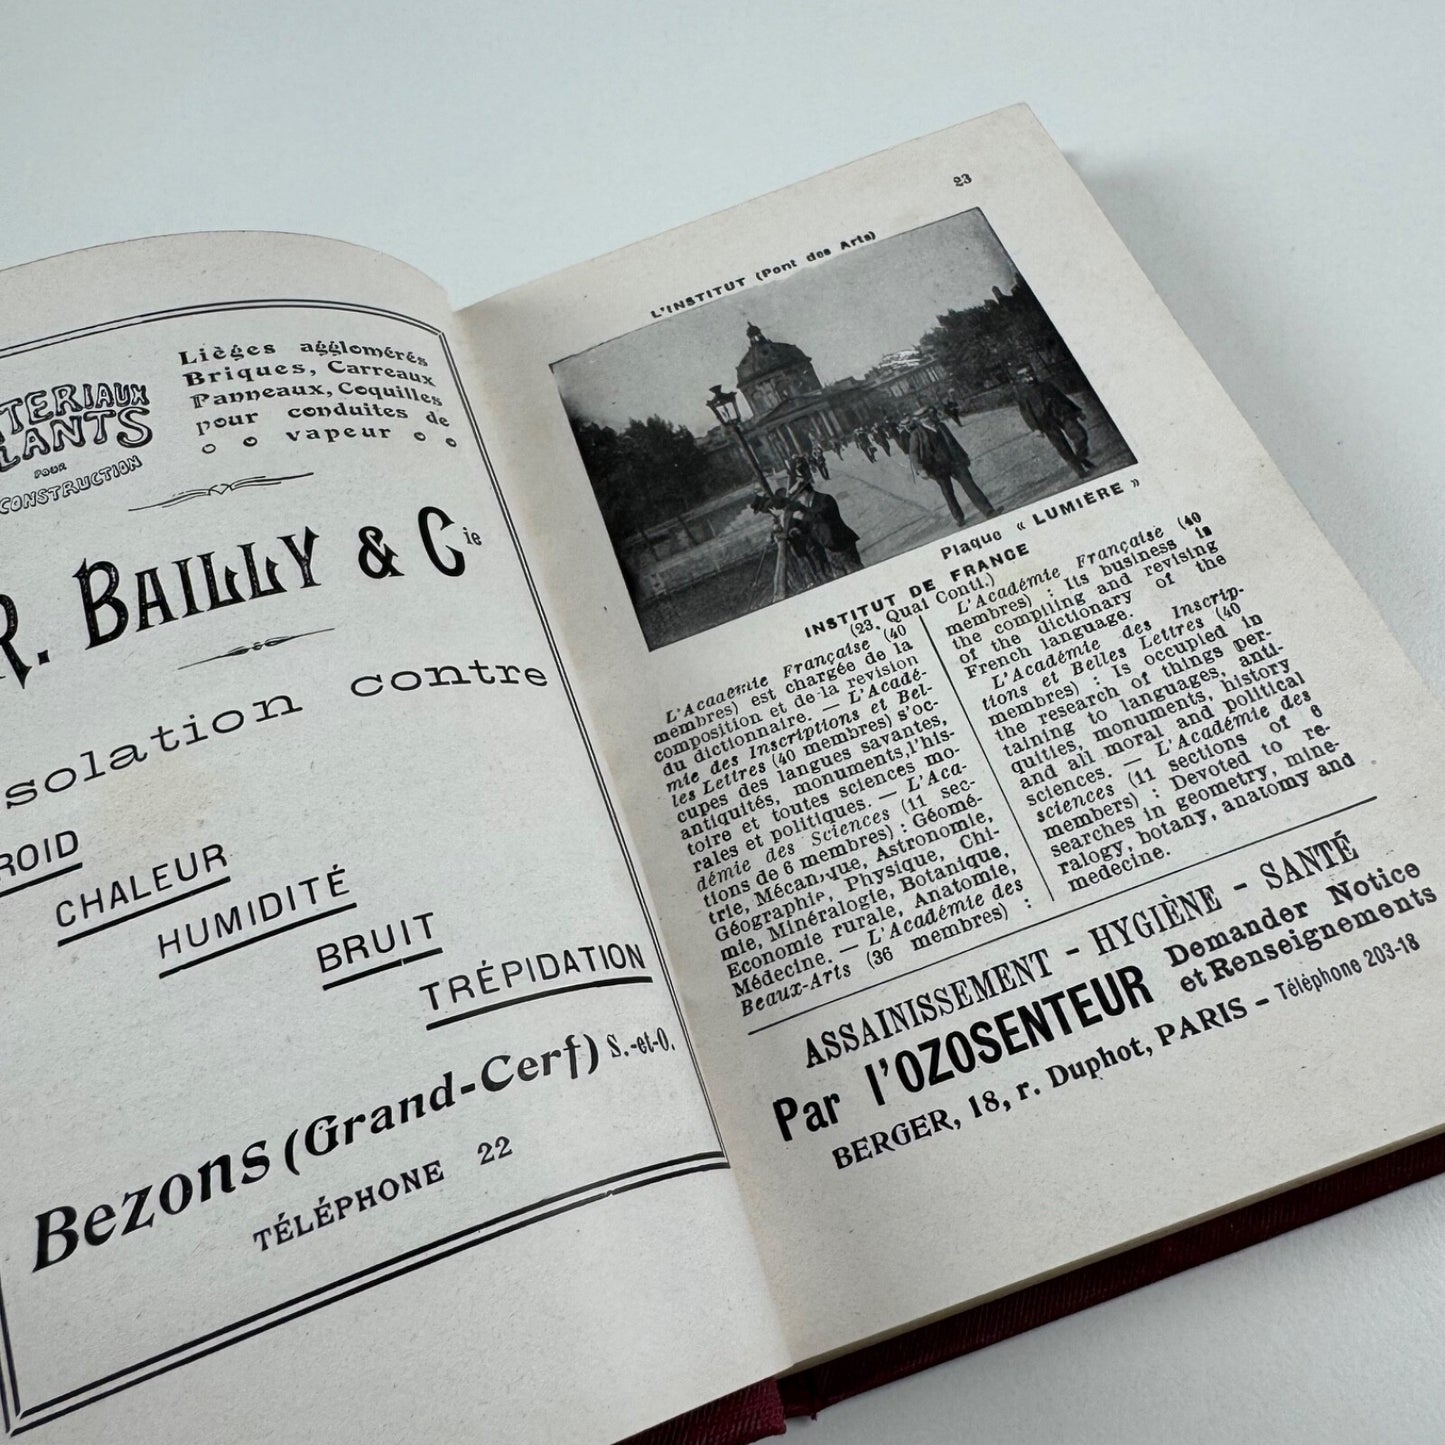 Lièges agglomérés
Briques, Carreaux
Panneaux, Coquilles
pour conduites de
vapeur
POUR
CONSTRUCTION
R. BAILLY & Cie
contre
CHALEUR
HUMIDITÉ
BRUIT
TRÉPIDATION
Bezons (Grand-Cerf) S.-et-O.
TÉLÉPHONE 22
23
L'INSTITUT (Pont des Arts)
Plaque « LUMIÈRE »
INSTITUT DE FRANCE
(23, Quai Conti.)
L'Académie Française (40
membres) est chargée de la
composition et de la revision
du dictionnaire. — L'Acadé-
mie des Inscriptions et Bel-
les Lettres (40 membres) s'oc-
cupes des langues savantes,
antiquités, monuments, l'his-
toire et toutes sciences mo-
rales et politiques. — L'Aca-
démie des Sciences (11 sec-
tions de 6 membres) : Géomé-
trie, Mécanique, Astronomie,
Géographie, Physique, Chi-
mie, Minéralogie, Botanique,
Economie rurale, Anatomie,
Médecine. — L'Académie des
Beaux-Arts (36 membres) :
L'Académie Française (40
membres) : Its business is
the compiling and revising
of the dictionary of the
French language.
L'Académie des Inscrip-
tions et Belles Lettres (40
membres) : Is occupied in
the research of things per-
taining to languages, anti-
quities, monuments, history
and all moral and political
sciences. — L'Académie des
sciences (11 sections of 6
members) : Devoted to re-
searches in geometry, mine-
ralogy, botany, anatomy and
medecine.
ASSAINISSEMENT - HYGIÈNE - SANTÉ
Par l'OZOSENTEUR Demander Notice
et Renseignements
BERGER, 18, r. Duphot, PARIS - Téléphone 203-18